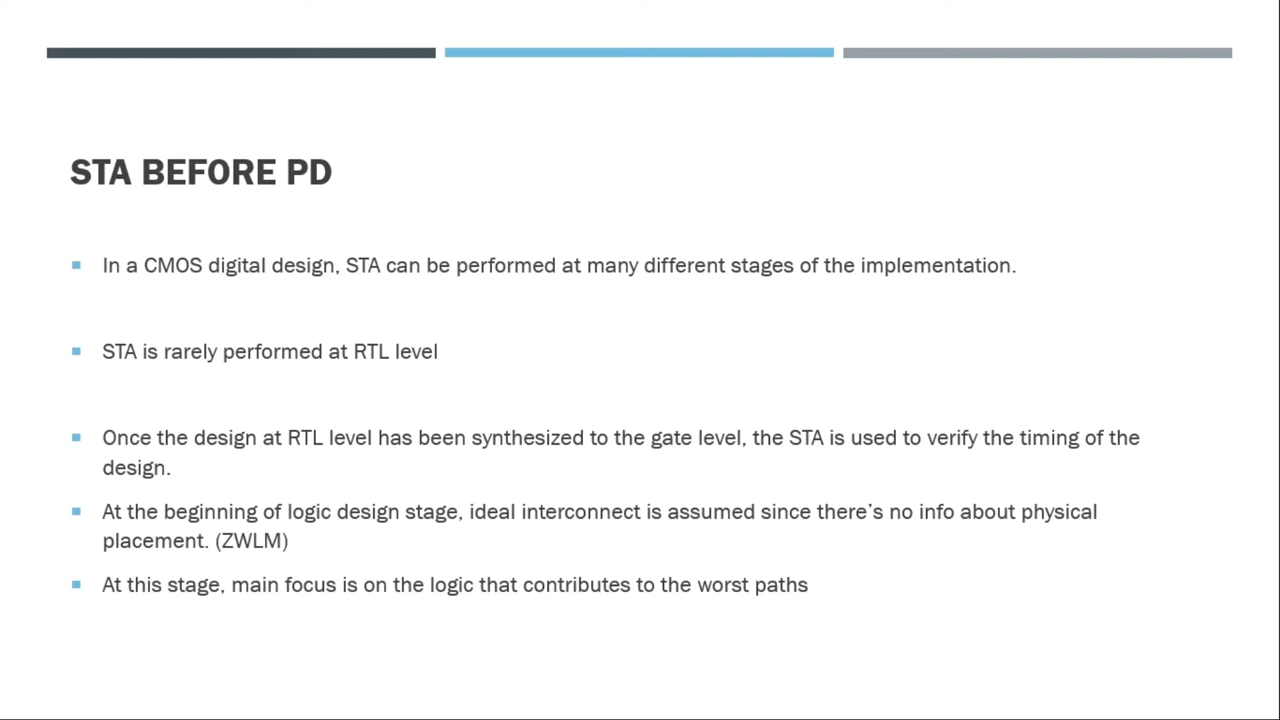 STA BEFORE PD
In a CMOS digital design, STA can be performed at many different stages of the implementation.
STA is rarely performed at RTL level
Once the design at RTL level has been synthesized to the gate level, the STA is used to verify the timing of the
design.
At the beginning of logic design stage, ideal interconnect is assumed since there’s no info about physical
placement. (ZWLM)
At this stage, main focus is on the logic that contributes to the worst paths